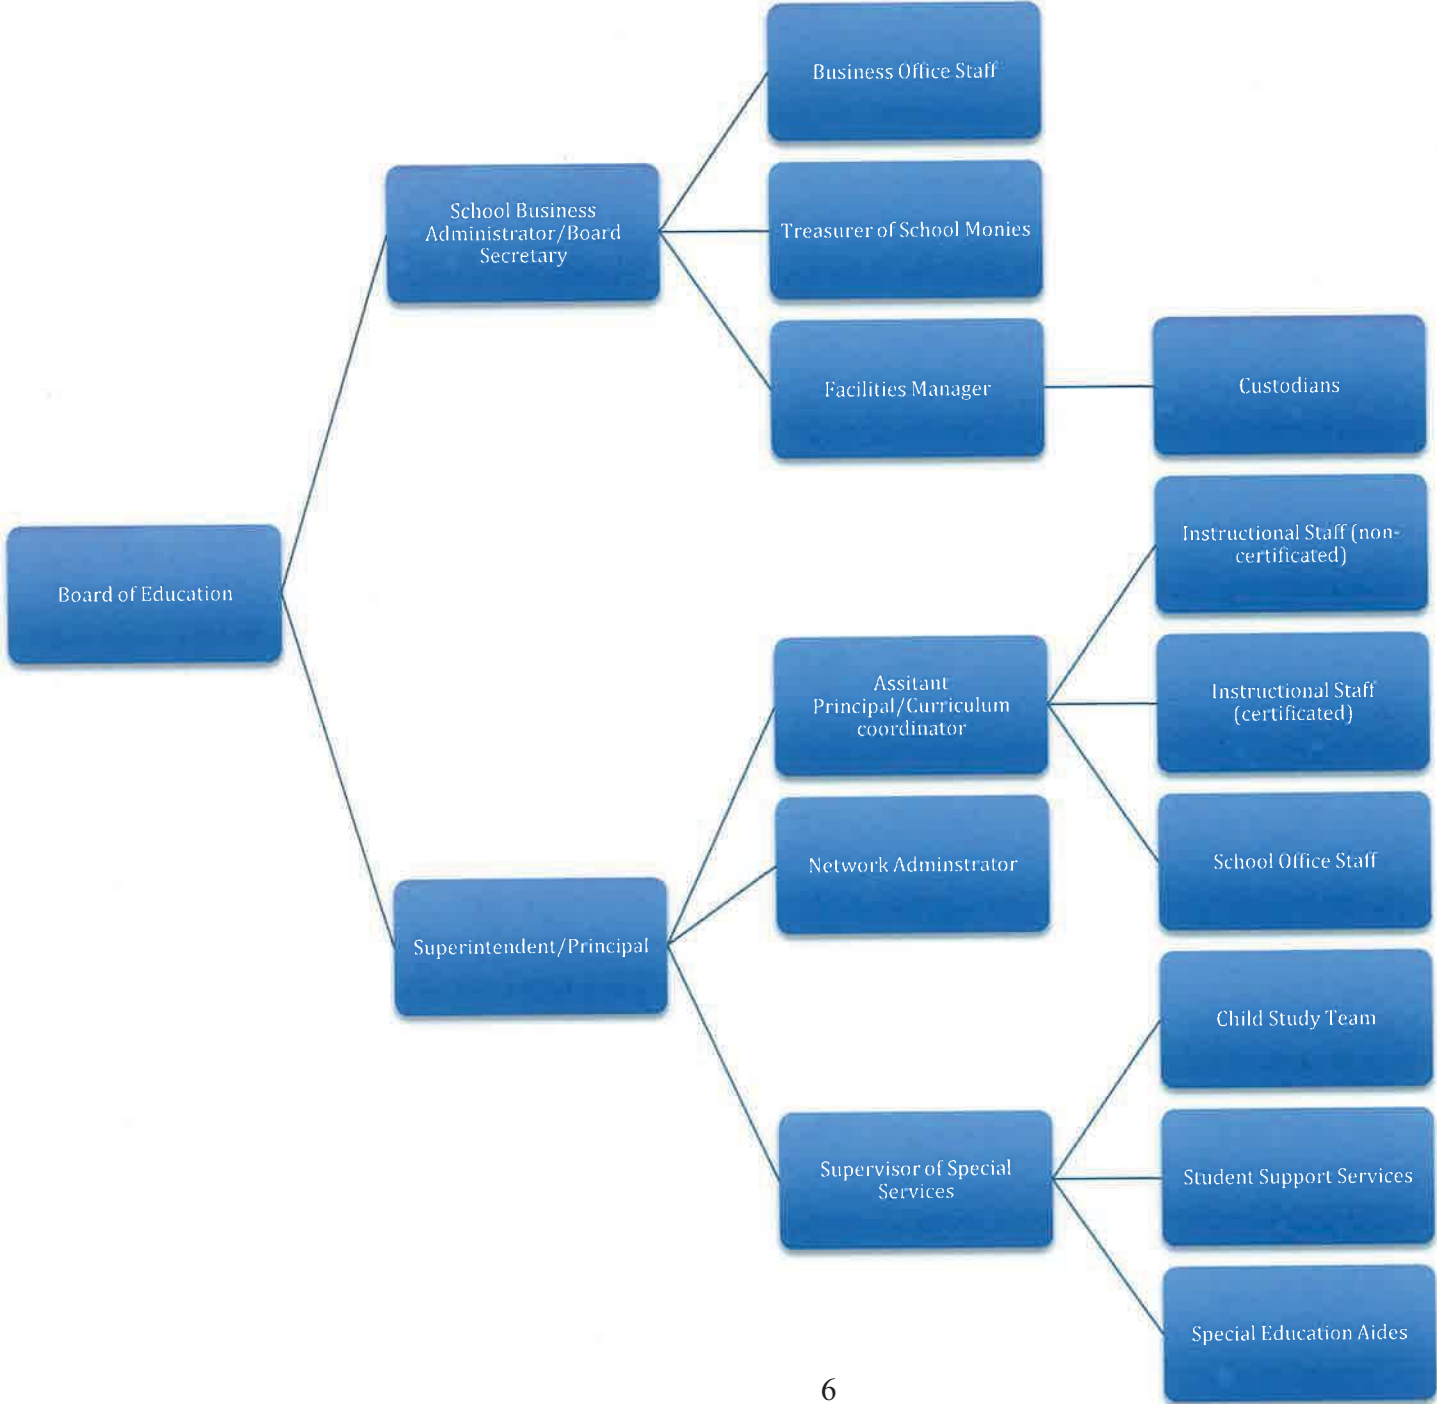 Business Office Staff
School Business
Administrator/Board
Secretary
Treasurer of School Monies
Facilities Manager
Custodians
Board of Education
Instructional Staff (non-
certificated)
Assitant
Principal/Curriculum
coordinator
Instructional Staff
(certificated)
Network Adminstrator
School Office Staff
Superintendent/Principal
Child Study Team
Supervisor of Special
Services
Student Support Services
Special Education Aides
6